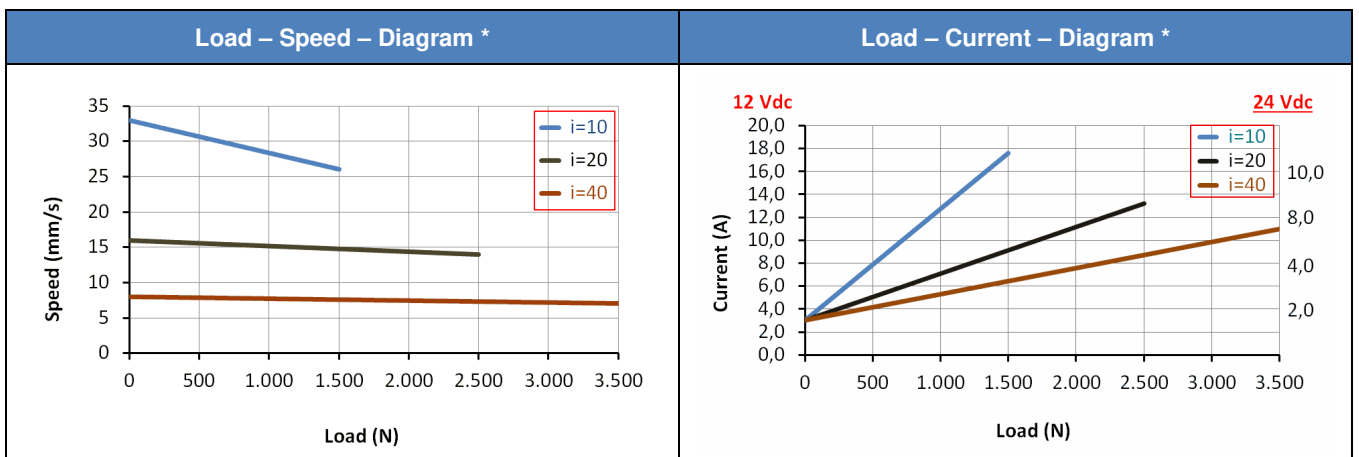 Load – Speed – Diagram *
35
30
25
20
15
10
5
0
Speed (mm/s)
i=10
i=20
i=40
0 500 1.000 1.500 2.000 2.500 3.000 3.500
Load (N)
Load – Current – Diagram *
12 Vdc
24 Vdc
20,0
18,0
16,0
14,0
12,0
10,0
8,0
6,0
4,0
2,0
0,0
Current (A)
i=10
i=20
i=40
10,0
8,0
4,0
2,0
0 500 1.000 1.500 2.000 2.500 3.000 3.500
Load (N)